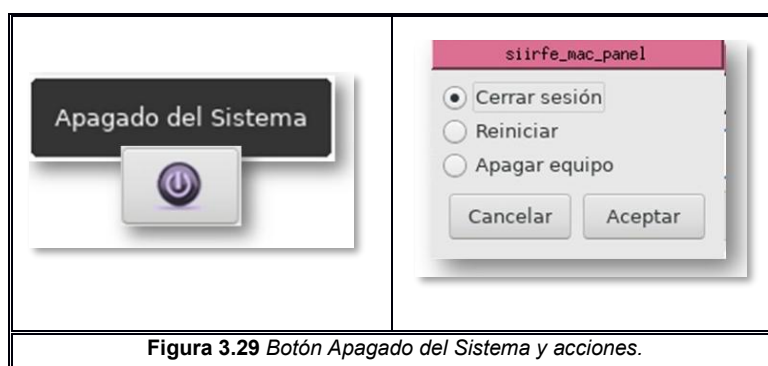 Apagado del Sistema
siirfe_mac_panel
Cerrar sesión
Reiniciar
Apagar equipo
Cancelar Aceptar
Figura 3.29 Botón Apagado del Sistema y acciones.